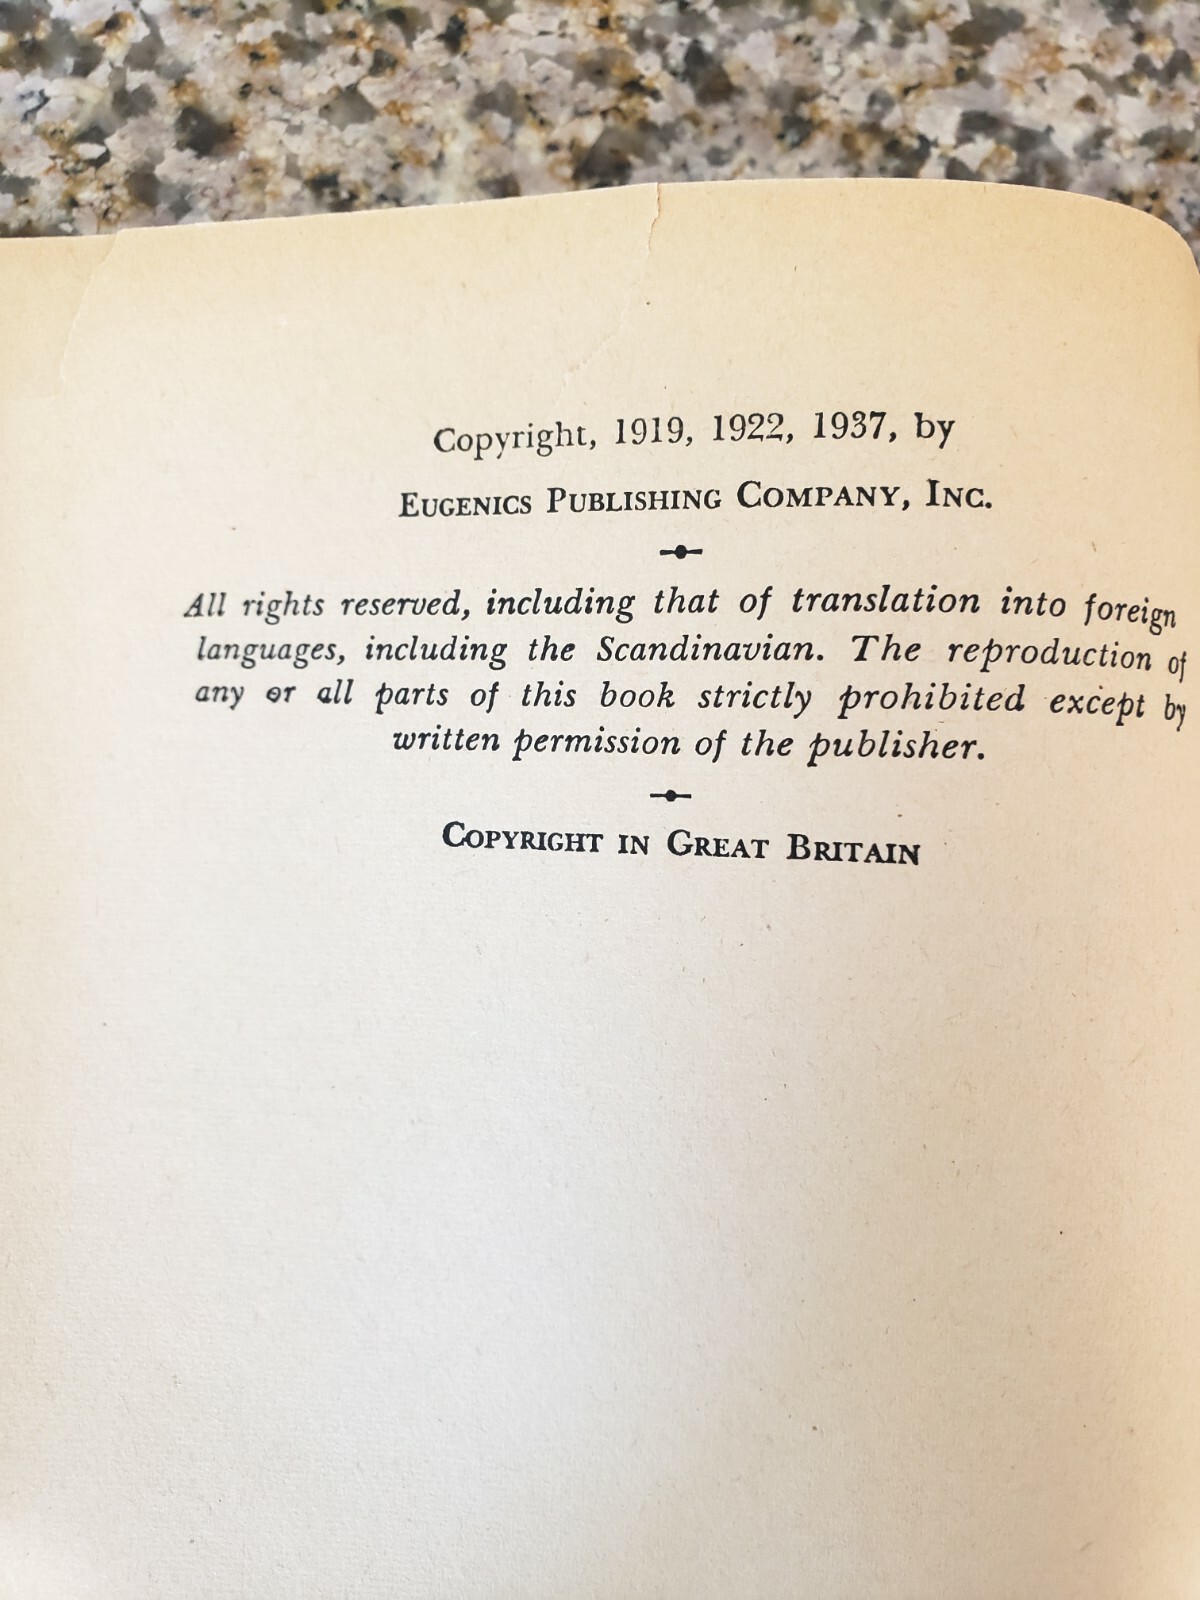 Copyright, 1919, 1922, 1937, by
EUGENICS PUBLISHING COMPANY, INC.
All rights reserved, including that of translation into foreign
languages, including the Scandinavian. The reproduction of
any or all parts of this book strictly prohibited except by
written permission of the publisher.
COPYRIGHT IN GREAT BRITAIN